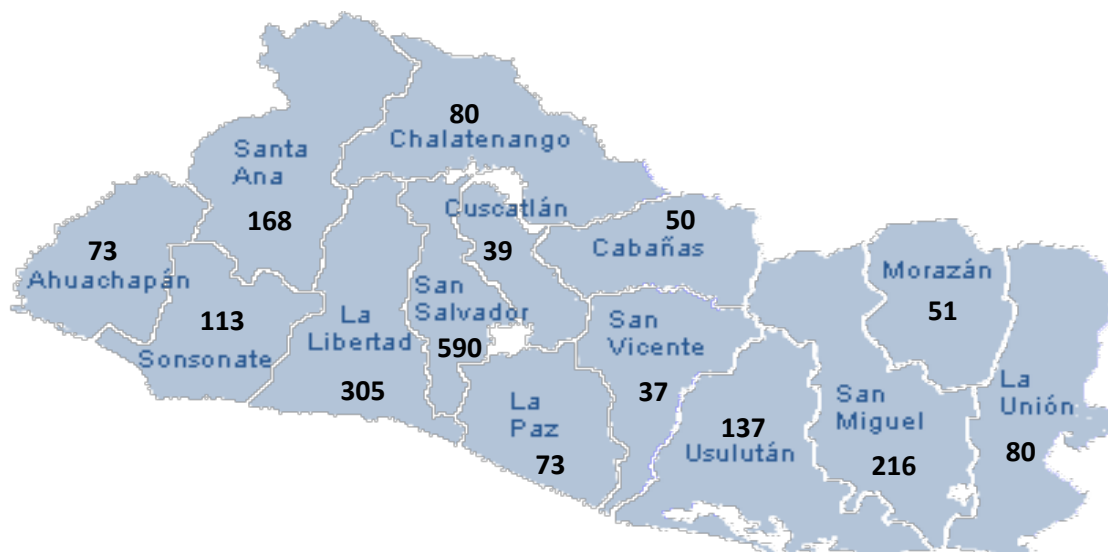 80
Chalatenango
Santa
Ana
168
Cuscatlán
39
50
Cabañas
73
Ahuachapán
113
Sonsonate
La
Libertad
305
San
Salvador
590
San
Vicente
37
Morazán
51
La
Paz
73
137
Usulután
San
Miguel
216
La
Unión
80